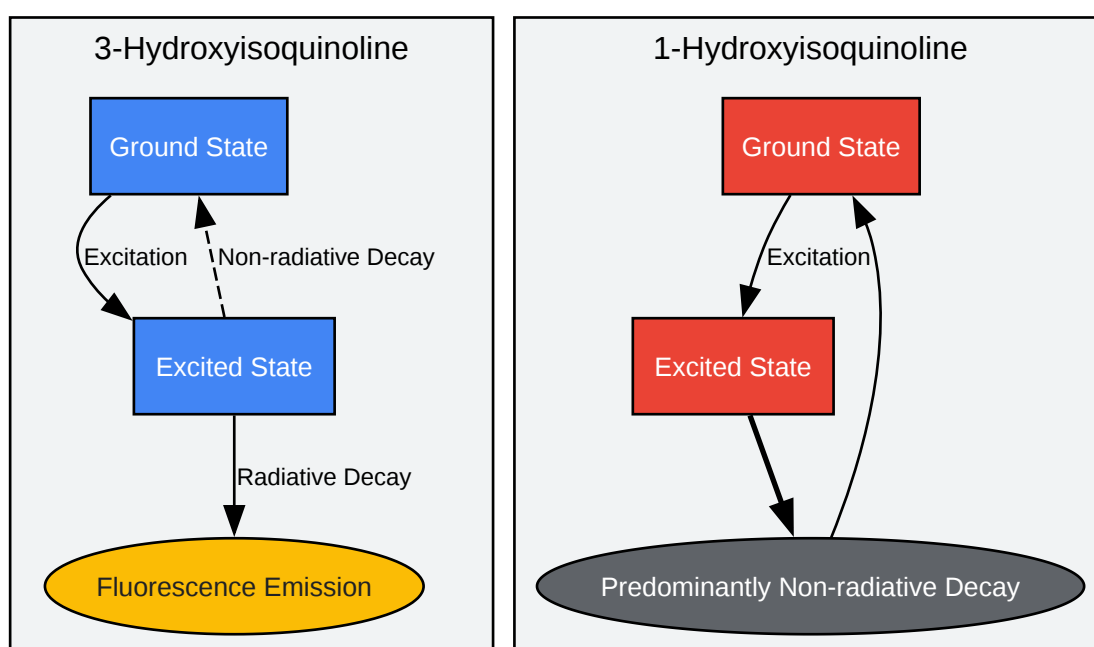 3-Hydroxyisoquinoline
Ground State
Excitation
Non-radiative Decay
Excited State
Radiative Decay
Fluorescence Emission
1-Hydroxyisoquinoline
Ground State
Excitation
Excited State
Predominantly Non-radiative Decay